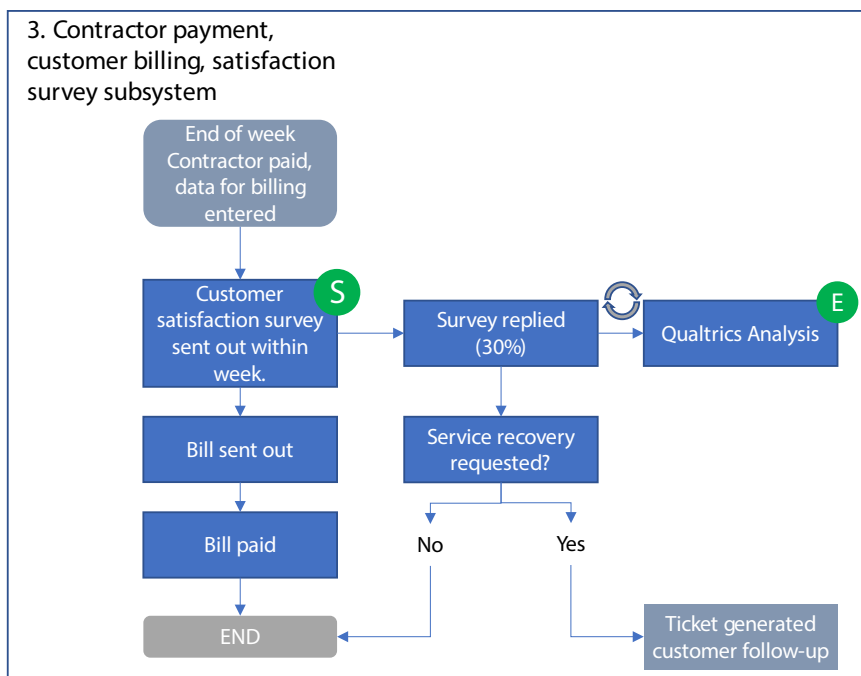 3. Contractor payment,
customer billing, satisfaction
survey subsystem
End of week
Contractor paid,
data for billing
entered
S
Customer
satisfaction survey
sent out within
week.
Survey replied
(30%)
E
Qualtrics Analysis
Bill sent out
Service recovery
requested?
Bill paid
No
Yes
END
Ticket generated
customer follow-up